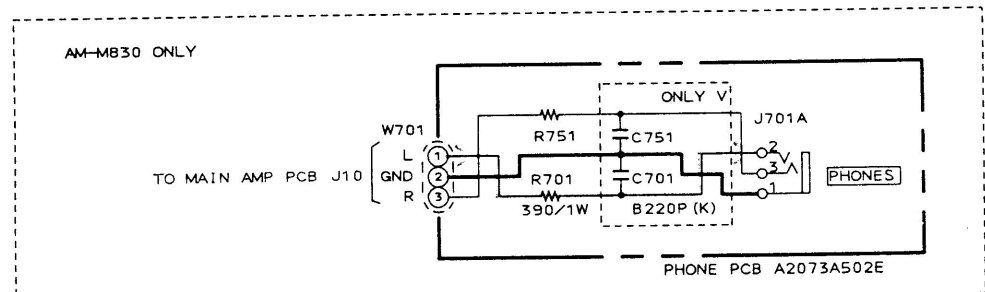 AM-M830 ONLY
ONLY V
W701
R751
C751
J701A
L
1
2
TO MAIN AMP PCB J10
GND
2
R701
C701
3
PHONES
R
3
390/1W
B220P(K)
1
PHONE PCB A2073A502E